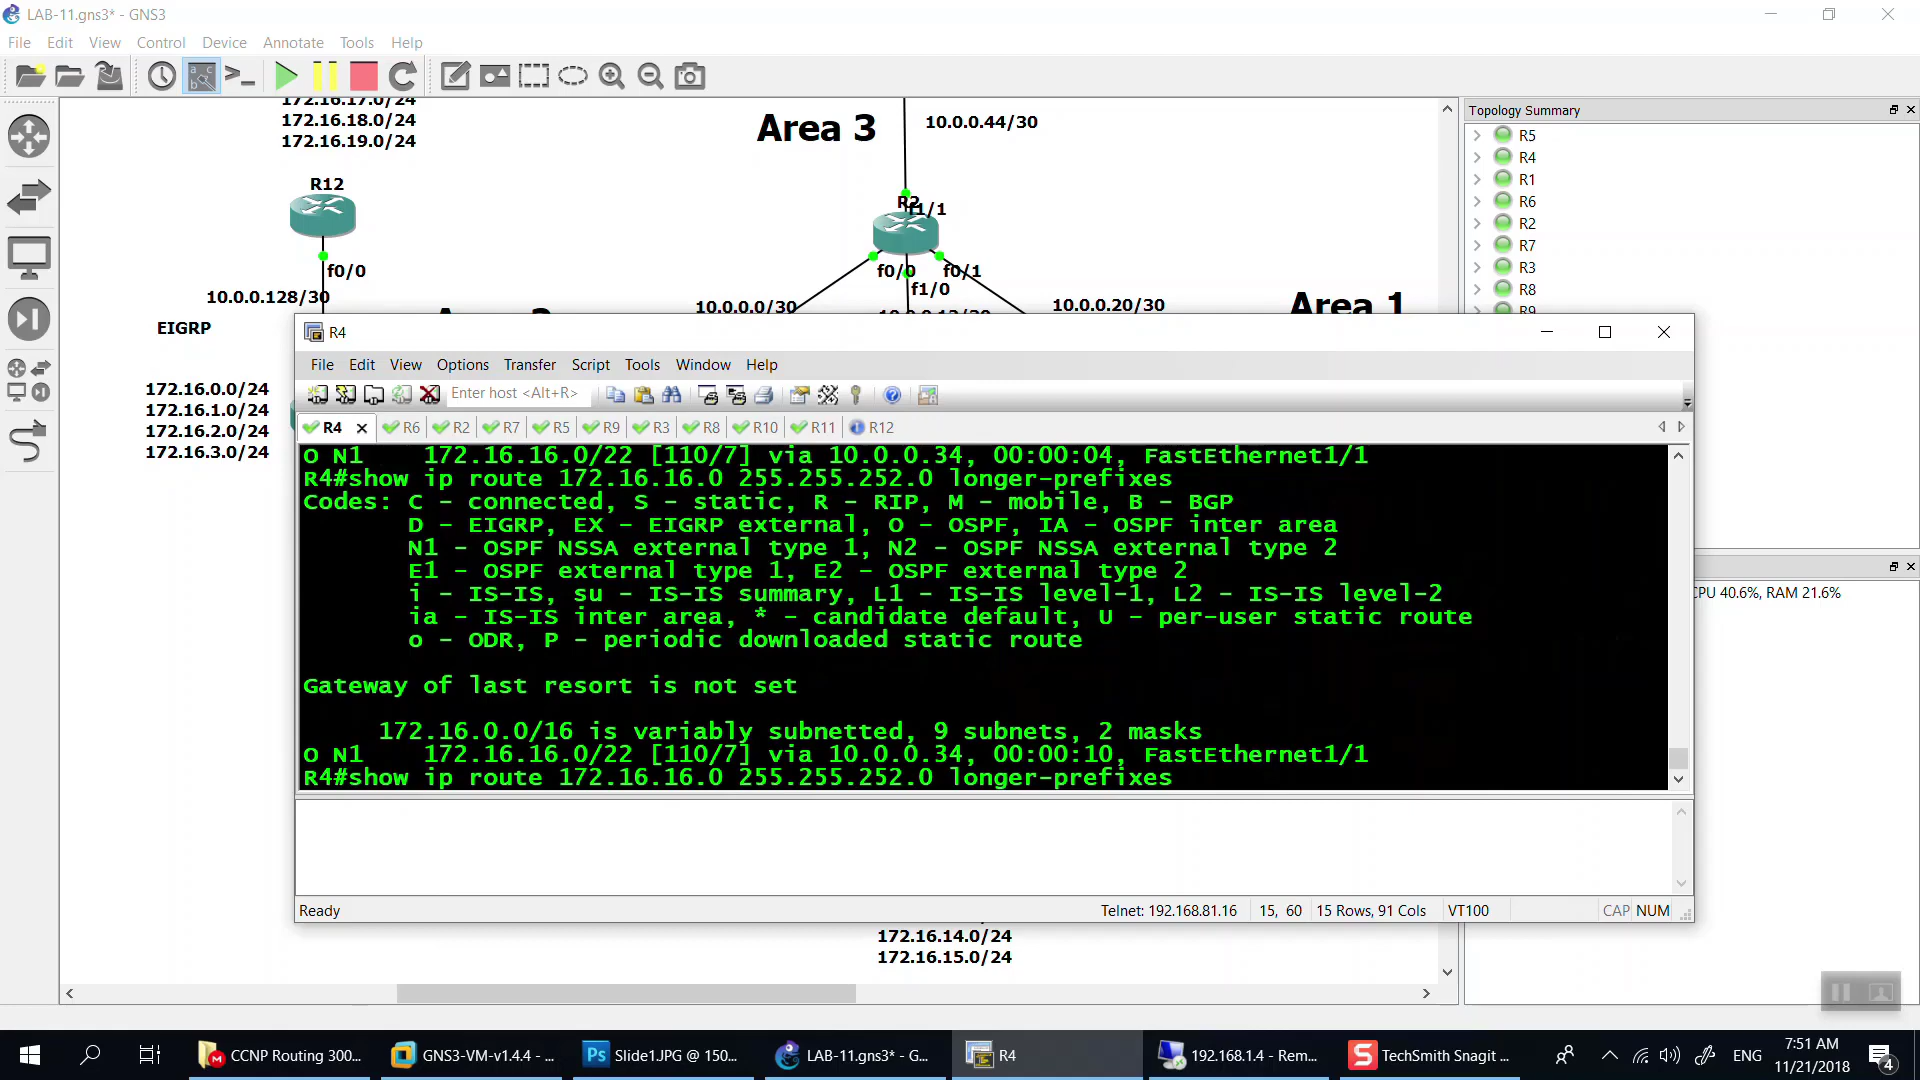 LAB-11.gns3* - GNS3
File Edit View Control Device Annotate Tools Help
172.16.17.0/24
172.16.18.0/24
172.16.19.0/24
R12
f0/0
10.0.0.128/30
EIGRP
172.16.0.0/24
172.16.1.0/24
172.16.2.0/24
172.16.3.0/24
Area 3
10.0.0.44/30
R2
f1/1
f0/0
f0/1
f1/0
10.0.0.0/30
10.0.0.20/30
Area 1
Topology Summary
R5
R4
R1
R6
R2
R7
R3
R8
R9
CPU 40.6%, RAM 21.6%
R4
File Edit View Options Transfer Script Tools Window Help
Enter host <Alt+R>
R4 R6 R2 R7 R5 R9 R3 R8 R10 R11 R12
O N1 172.16.16.0/22 [110/7] via 10.0.0.34, 00:00:04, FastEthernet1/1
R4#show ip route 172.16.16.0 255.255.252.0 longer-prefixes
Codes: C - connected, S - static, R - RIP, M - mobile, B - BGP
D - EIGRP, EX - EIGRP external, O - OSPF, IA - OSPF inter area
N1 - OSPF NSSA external type 1, N2 - OSPF NSSA external type 2
E1 - OSPF external type 1, E2 - OSPF external type 2
i - IS-IS, su - IS-IS summary, L1 - IS-IS level-1, L2 - IS-IS level-2
ia - IS-IS inter area, * - candidate default, U - per-user static route
o - ODR, P - periodic downloaded static route
Gateway of last resort is not set
172.16.0.0/16 is variably subnetted, 9 subnets, 2 masks
O N1 172.16.16.0/22 [110/7] via 10.0.0.34, 00:00:10, FastEthernet1/1
R4#show ip route 172.16.16.0 255.255.252.0 longer-prefixes
Ready
Telnet: 192.168.81.16 15, 60 15 Rows, 91 Cols VT100 CAP NUM
172.16.14.0/24
172.16.15.0/24
CCNP Routing 300...
GNS3-VM-v1.4.4 - ...
Ps Slide1.JPG @ 150...
LAB-11.gns3* - G...
R4
192.168.1.4 - Rem...
S TechSmith Snagit ...
ENG
7:51 AM
11/21/2018
4